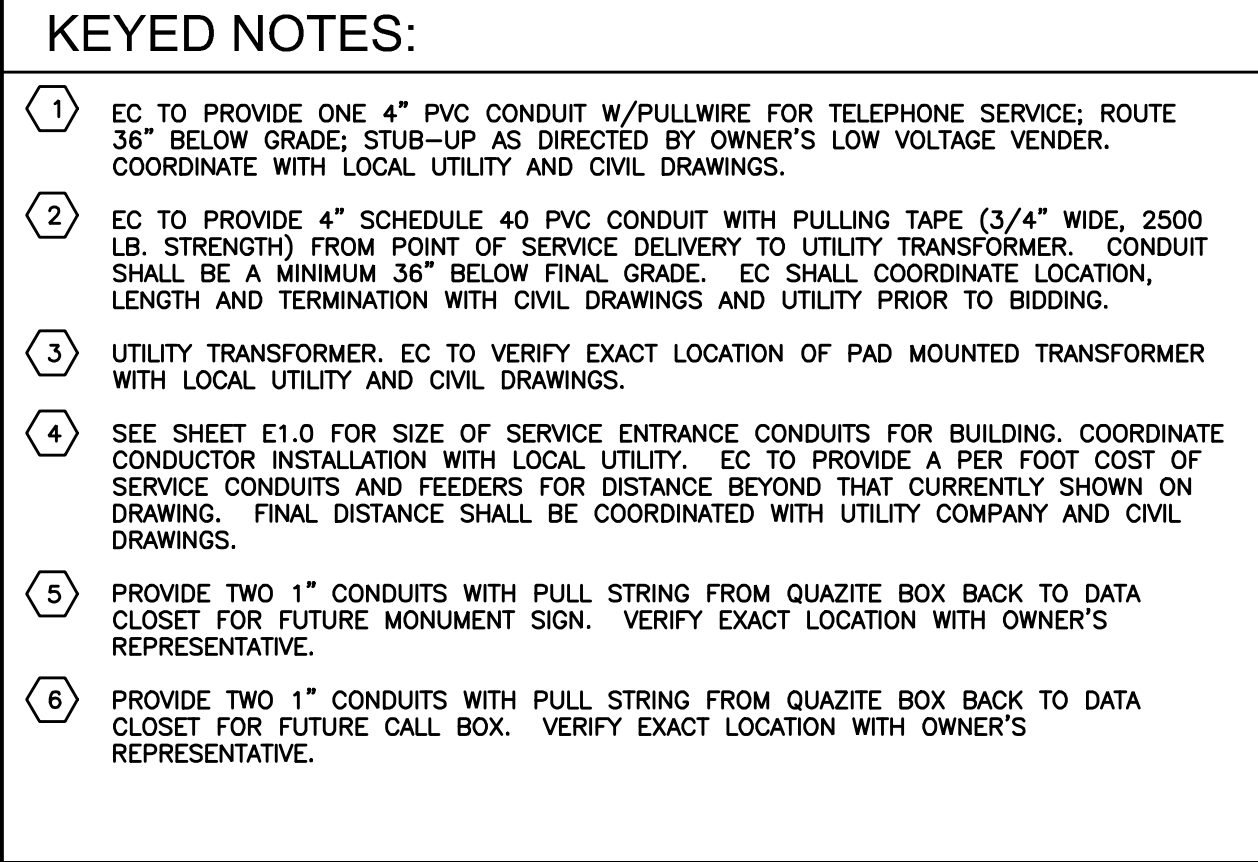 KEYED NOTES:
1 EC TO PROVIDE ONE 4" PVC CONDUIT W/PULLWIRE FOR TELEPHONE SERVICE; ROUTE
36" BELOW GRADE; STUB-UP AS DIRECTED BY OWNER'S LOW VOLTAGE VENDER.
COORDINATE WITH LOCAL UTILITY AND CIVIL DRAWINGS.
2 EC TO PROVIDE 4" SCHEDULE 40 PVC CONDUIT WITH PULLING TAPE (3/4" WIDE, 2500
LB. STRENGTH) FROM POINT OF SERVICE DELIVERY TO UTILITY TRANSFORMER. CONDUIT
SHALL BE A MINIMUM 36" BELOW FINAL GRADE. EC SHALL COORDINATE LOCATION,
LENGTH AND TERMINATION WITH CIVIL DRAWINGS AND UTILITY PRIOR TO BIDDING.
3 UTILITY TRANSFORMER. EC TO VERIFY EXACT LOCATION OF PAD MOUNTED TRANSFORMER
WITH LOCAL UTILITY AND CIVIL DRAWINGS.
4 SEE SHEET E1.0 FOR SIZE OF SERVICE ENTRANCE CONDUITS FOR BUILDING. COORDINATE
CONDUCTOR INSTALLATION WITH LOCAL UTILITY. EC TO PROVIDE A PER FOOT COST OF
SERVICE CONDUITS AND FEEDERS FOR DISTANCE BEYOND THAT CURRENTLY SHOWN ON
DRAWING. FINAL DISTANCE SHALL BE COORDINATED WITH UTILITY COMPANY AND CIVIL
DRAWINGS.
5 PROVIDE TWO 1" CONDUITS WITH PULL STRING FROM QUAZITE BOX BACK TO DATA
CLOSET FOR FUTURE MONUMENT SIGN. VERIFY EXACT LOCATION WITH OWNER'S
REPRESENTATIVE.
6 PROVIDE TWO 1" CONDUITS WITH PULL STRING FROM QUAZITE BOX BACK TO DATA
CLOSET FOR FUTURE CALL BOX. VERIFY EXACT LOCATION WITH OWNER'S
REPRESENTATIVE.